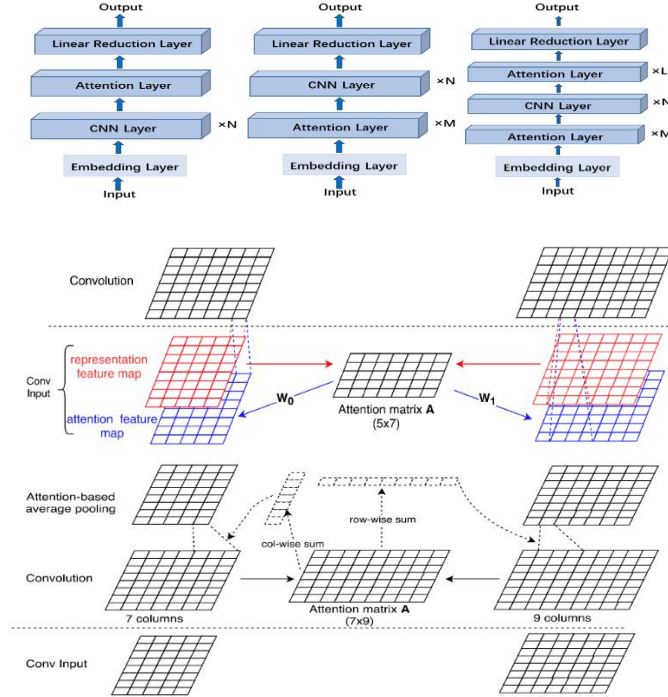 Output
Linear Reduction Layer
Attention Layer
CNN Layer
×N
Embedding Layer
Input
Output
Linear Reduction Layer
CNN Layer
×N
Attention Layer
×M
Embedding Layer
Input
Output
Linear Reduction Layer
Attention Layer
×L
CNN Layer
×N
Attention Layer
×M
Embedding Layer
Input
Convolution
Conv
Input
representation
feature map
attention feature
map
W0
Attention matrix A
(5x7)
W1
Attention-based
average pooling
col-wise sum
row-wise sum
Convolution
7 columns
Attention matrix A
(7x9)
9 columns
Conv Input